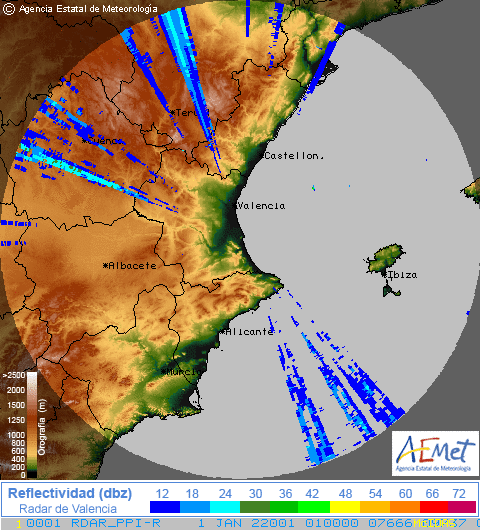 © Agencia Estatal de Meteorología
Teruel
Cuenca
Castellon.
Valencia
Albacete
Ibiza
Alicante
Murcia
>2500
2000
1750
1500
1250
1000
800
600
400
200
0
Orografía (m)
AEMet
Agencia Estatal de Meteorología
Reflectividad (dbz) 12 18 24 30 36 42 48 54 60 66 72
Radar de Valencia
1 0001 RDAR_PPI-R 1 JAN 22001 010000